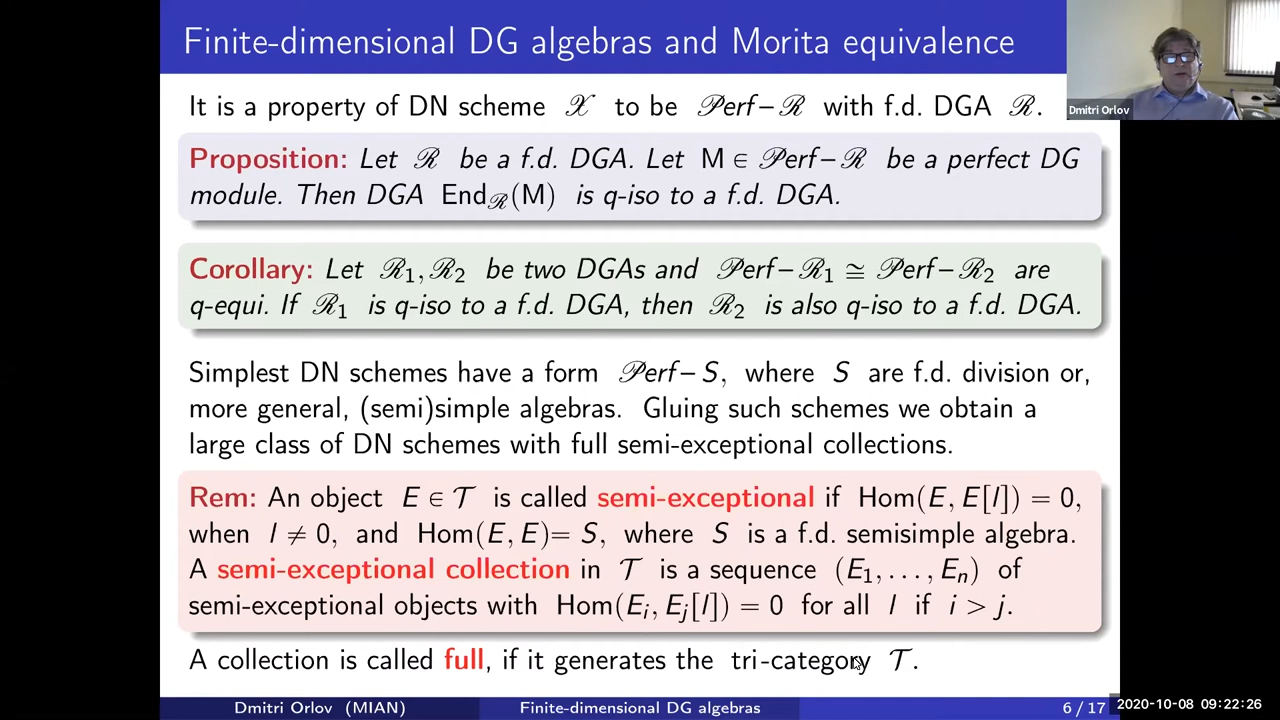 Finite-dimensional DG algebras and Morita equivalence
Dmitri Orlov
It is a property of DN scheme 𝒳 to be 𝒫erf−ℛ with f.d. DGA ℛ.
Proposition: Let ℛ be a f.d. DGA. Let M ∈ 𝒫erf−ℛ be a perfect DG
module. Then DGA End_ℛ(M) is q-iso to a f.d. DGA.
Corollary: Let ℛ₁, ℛ₂ be two DGAs and 𝒫erf−ℛ₁ ≅ 𝒫erf−ℛ₂ are
q-equi. If ℛ₁ is q-iso to a f.d. DGA, then ℛ₂ is also q-iso to a f.d. DGA.
Simplest DN schemes have a form 𝒫erf−S, where S are f.d. division or,
more general, (semi)simple algebras. Gluing such schemes we obtain a
large class of DN schemes with full semi-exceptional collections.
Rem: An object E ∈ 𝒯 is called semi-exceptional if Hom(E, E[l]) = 0,
when l ≠ 0, and Hom(E, E)= S, where S is a f.d. semisimple algebra.
A semi-exceptional collection in 𝒯 is a sequence (E₁, . . . , Eₙ) of
semi-exceptional objects with Hom(Eᵢ, Eⱼ[l]) = 0 for all l if i > j.
A collection is called full, if it generates the tri-category 𝒯.
Dmitri Orlov (MIAN) Finite-dimensional DG algebras 6 / 17 2020-10-08 09:22:26